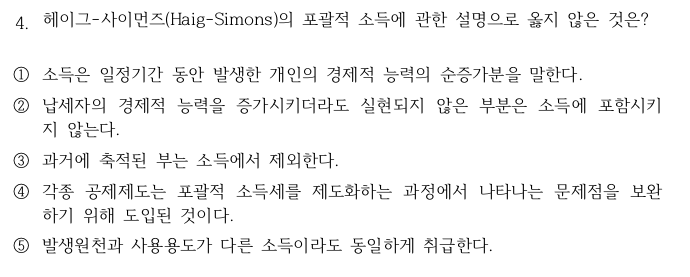 4. 헤이그-사이먼즈(Haig-Simons)의 포괄적 소득에 관한 설명으로 옳지 않은 것은?
① 소득은 일정기간 동안 발생한 개인의 경제적 능력의 순증가분을 말한다.
② 납세자의 경제적 능력을 증가시키더라도 실현되지 않은 부분은 소득에 포함시키
지 않는다.
③ 과거에 축적된 부는 소득에서 제외한다.
④ 각종 공제제도는 포괄적 소득세를 제도화하는 과정에서 나타나는 문제점을 보완
하기 위해 도입된 것이다.
⑤ 발생원천과 사용용도가 다른 소득이라도 동일하게 취급한다.